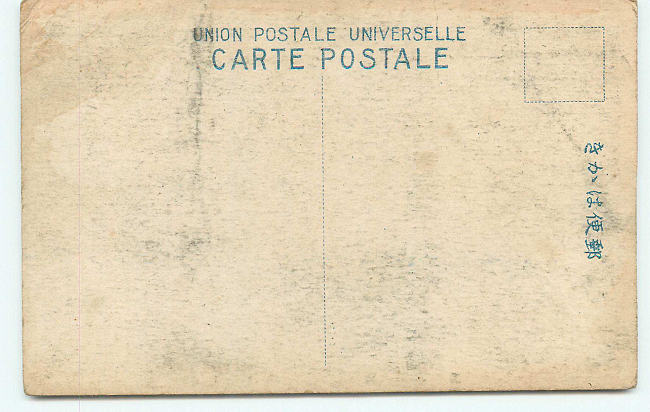 UNION POSTALE UNIVERSELLE
CARTE POSTALE
郵便はかき